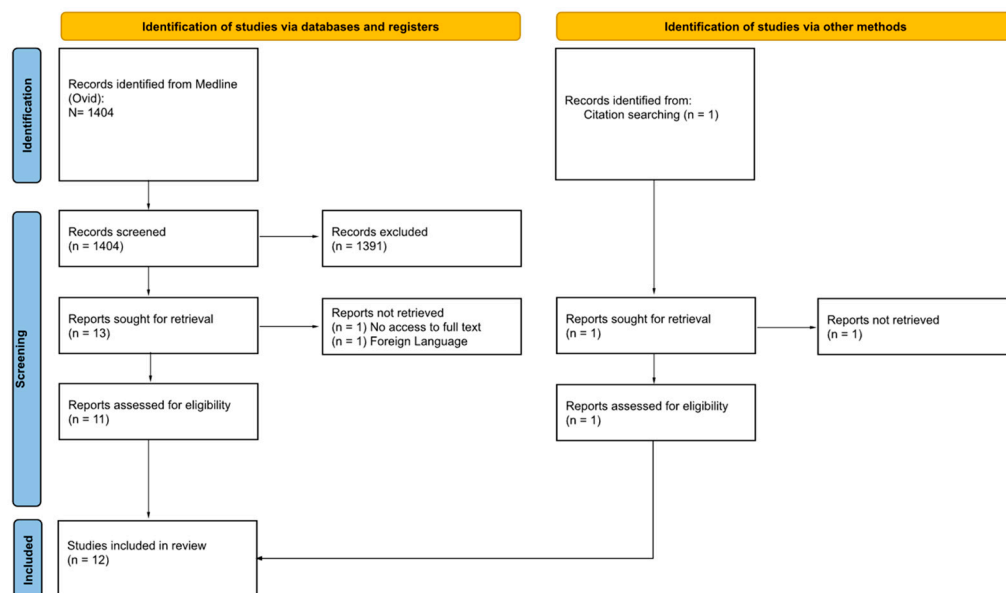 Identification of studies via databases and registers
Identification of studies via other methods
Identification
Records identified from Medline
(Ovid):
N= 1404
Records identified from:
Citation searching (n = 1)
Screening
Records screened
(n = 1404)
Records excluded
(n = 1391)
Reports sought for retrieval
(n = 13)
Reports not retrieved
(n = 1) No access to full text
(n = 1) Foreign Language
Reports sought for retrieval
(n = 1)
Reports not retrieved
(n = 1)
Reports assessed for eligibility
(n = 11)
Reports assessed for eligibility
(n = 1)
Included
Studies included in review
(n = 12)